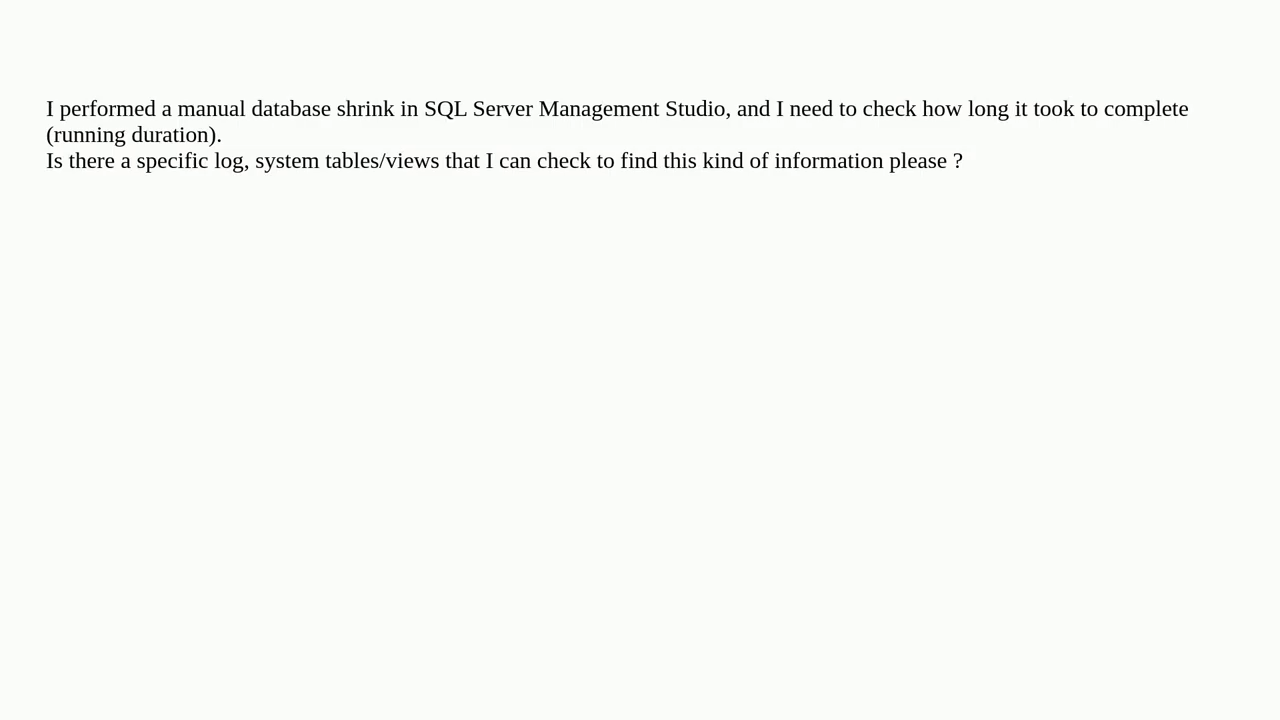 I performed a manual database shrink in SQL Server Management Studio, and I need to check how long it took to complete
(running duration).
Is there a specific log, system tables/views that I can check to find this kind of information please ?